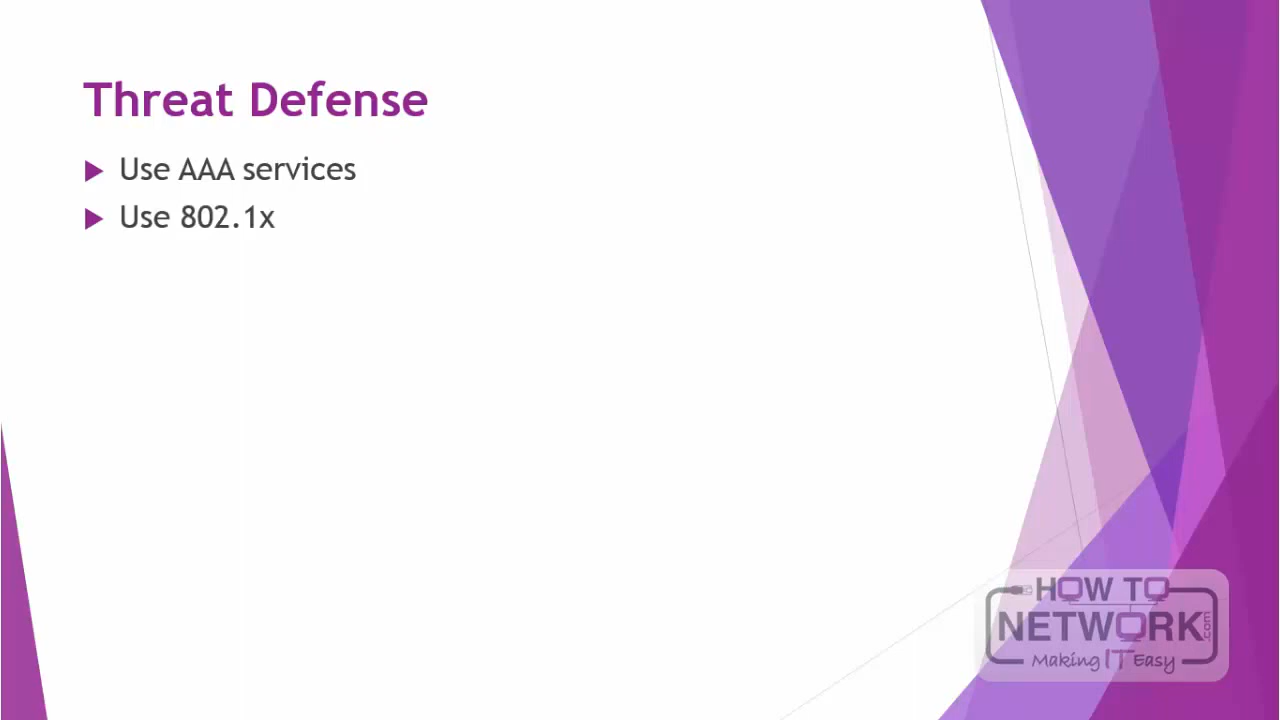 Threat Defense
Use AAA services
Use 802.1x
HOW TO
NETWORK.com
Making IT Easy